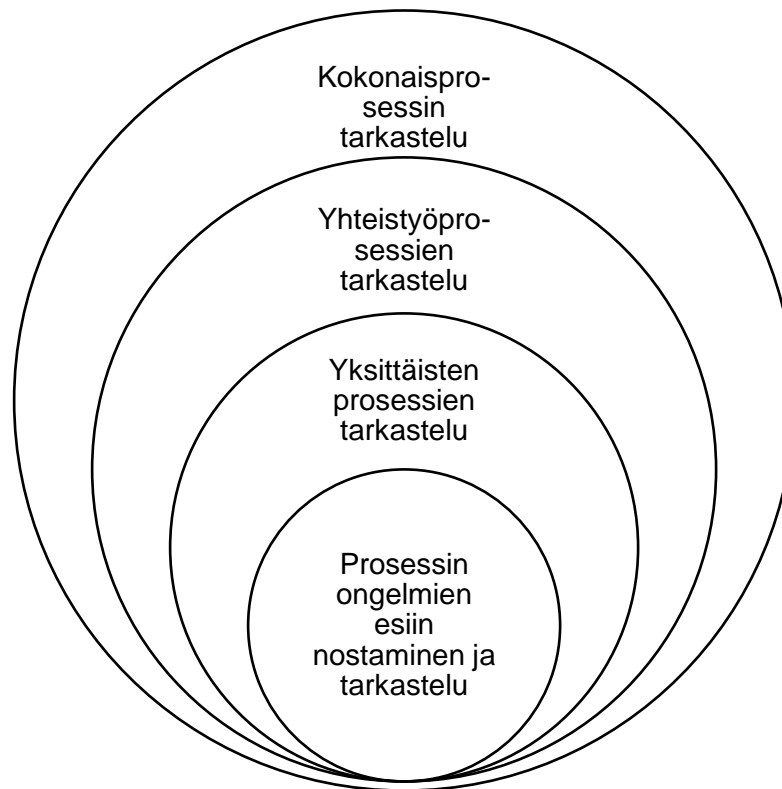 Kokonaispro-
sessin
tarkastelu
Yhteistyöpro-
sessien
tarkastelu
Yksittäisten
prosessien
tarkastelu
Prosessin
ongelmien
esiin
nostaminen ja
tarkastelu